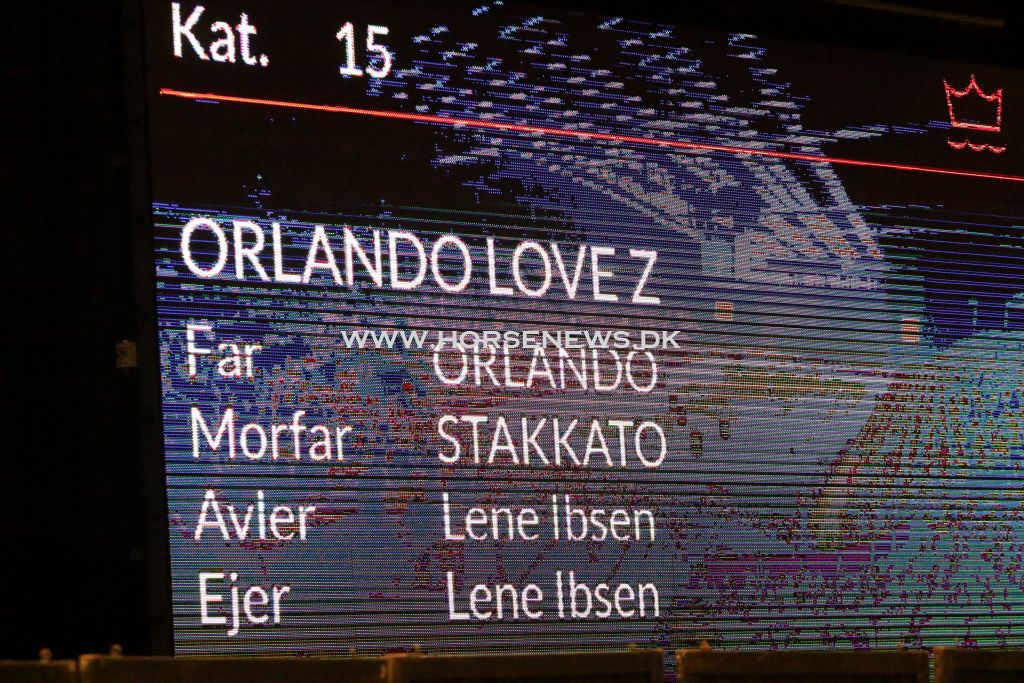 Kat. 15
ORLANDO LOVE Z
WWW.HORSENEWS.DK
Far ORLANDO
Morfar STAKKATO
Avler Lene Ibsen
Ejer Lene Ibsen